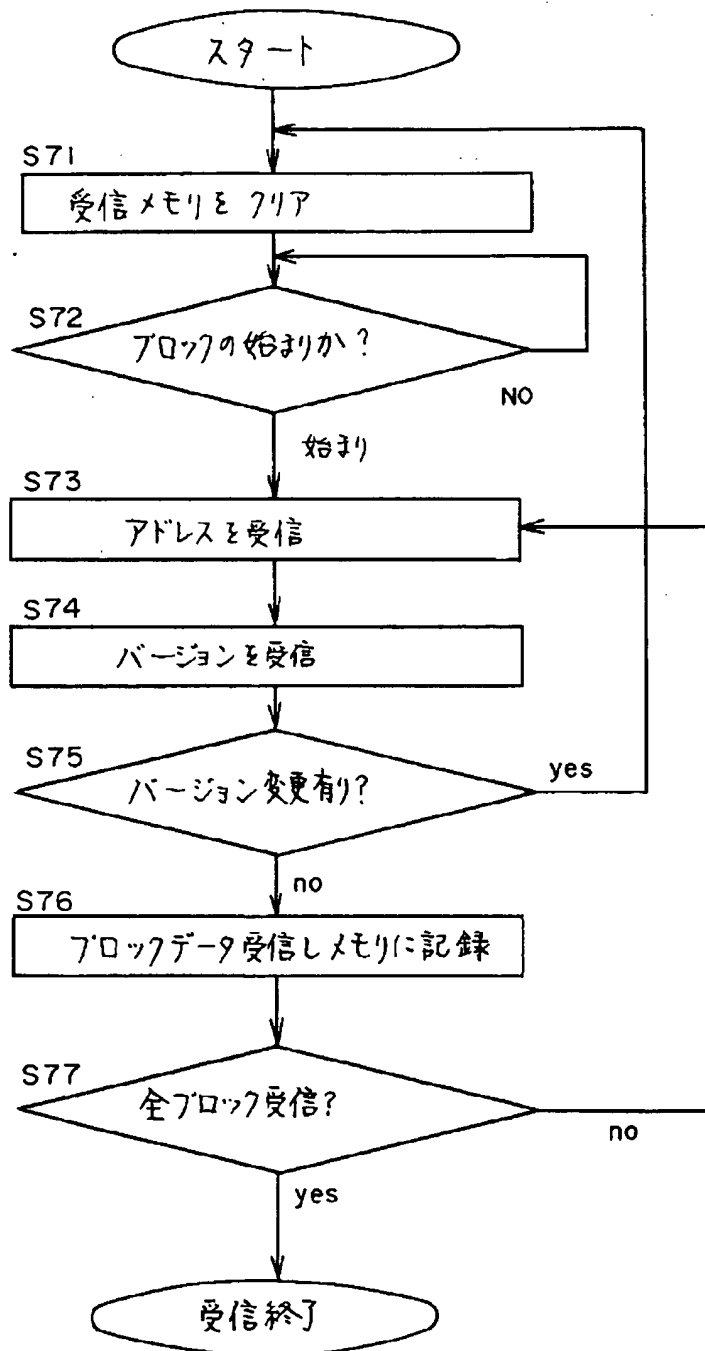 スタート
S71
受信メモリをクリア
S72
ブロックの始まりか?
NO
始まり
S73
アドレスを受信
S74
バージョンを受信
S75
バージョン変更有り?
yes
no
S76
ブロックデータ受信しメモリに記録
S77
全ブロック受信?
no
yes
受信終了